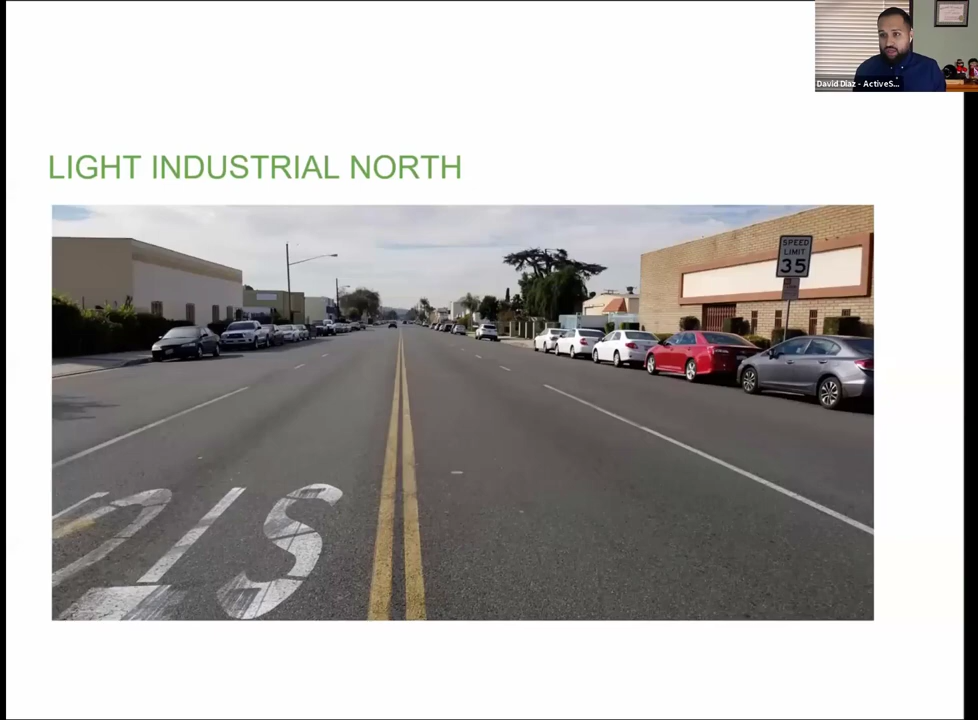 David Diaz - ActiveS...
LIGHT INDUSTRIAL NORTH
SPEED
LIMIT
35